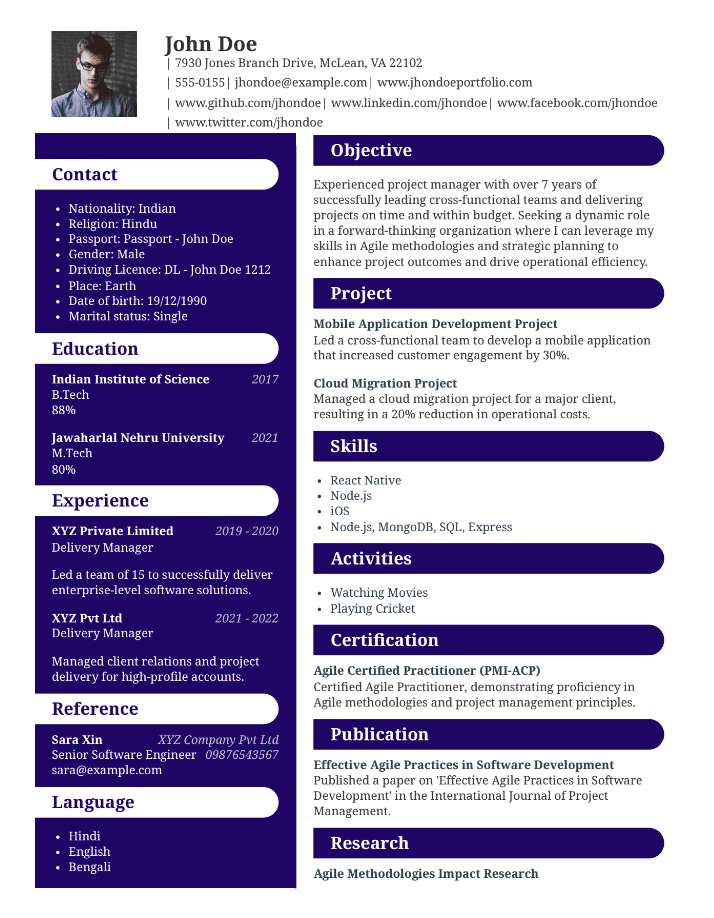 John Doe
| 7930 Jones Branch Drive, McLean, VA 22102
| 555-0155| jhondoe@example.com| www.jhondoeportfolio.com
| www.github.com/jhondoe| www.linkedin.com/jhondoe| www.facebook.com/jhondoe
| www.twitter.com/jhondoe
Contact
• Nationality: Indian
• Religion: Hindu
• Passport: Passport - John Doe
• Gender: Male
• Driving Licence: DL - John Doe 1212
• Place: Earth
• Date of birth: 19/12/1990
• Marital status: Single
Education
Indian Institute of Science 2017
B.Tech
88%
Jawaharlal Nehru University 2021
M.Tech
80%
Experience
XYZ Private Limited 2019 - 2020
Delivery Manager
Led a team of 15 to successfully deliver
enterprise-level software solutions.
XYZ Pvt Ltd 2021 - 2022
Delivery Manager
Managed client relations and project
delivery for high-profile accounts.
Reference
Sara Xin XYZ Company Pvt Ltd
Senior Software Engineer 09876543567
sara@example.com
Language
• Hindi
• English
• Bengali
Objective
Experienced project manager with over 7 years of
successfully leading cross-functional teams and delivering
projects on time and within budget. Seeking a dynamic role
in a forward-thinking organization where I can leverage my
skills in Agile methodologies and strategic planning to
enhance project outcomes and drive operational efficiency.
Project
Mobile Application Development Project
Led a cross-functional team to develop a mobile application
that increased customer engagement by 30%.
Cloud Migration Project
Managed a cloud migration project for a major client,
resulting in a 20% reduction in operational costs.
Skills
• React Native
• Node.js
• iOS
• Node.js, MongoDB, SQL, Express
Activities
• Watching Movies
• Playing Cricket
Certification
Agile Certified Practitioner (PMI-ACP)
Certified Agile Practitioner, demonstrating proficiency in
Agile methodologies and project management principles.
Publication
Effective Agile Practices in Software Development
Published a paper on 'Effective Agile Practices in Software
Development' in the International Journal of Project
Management.
Research
Agile Methodologies Impact Research